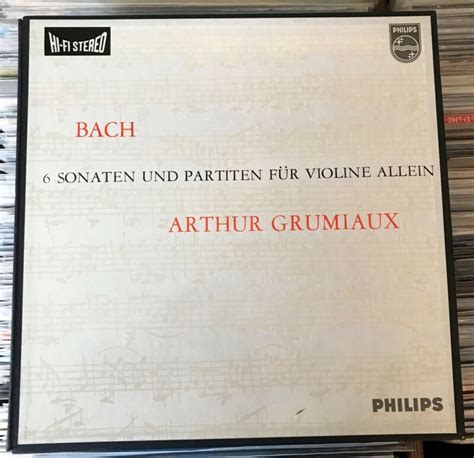 HI-FI STEREO
PHILIPS
BACH
6 SONATEN UND PARTITEN FÜR VIOLINE ALLEIN
ARTHUR GRUMIAUX
PHILIPS